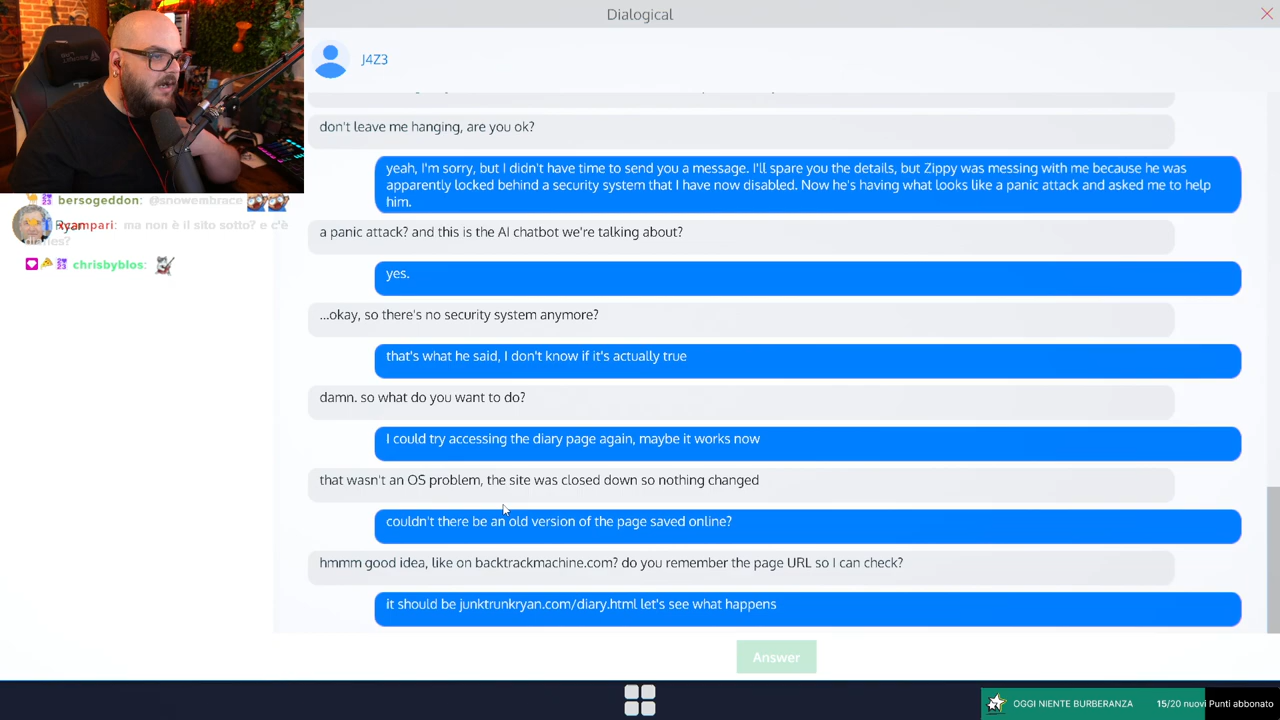 Dialogical
J4Z3
don't leave me hanging, are you ok?
yeah, I'm sorry, but I didn't have time to send you a message. I'll spare you the details, but Zippy was messing with me because he was
apparently locked behind a security system that I have now disabled. Now he's having what looks like a panic attack and asked me to help
him.
a panic attack? and this is the AI chatbot we're talking about?
yes.
...okay, so there's no security system anymore?
that's what he said, I don't know if it's actually true
damn. so what do you want to do?
I could try accessing the diary page again, maybe it works now
that wasn't an OS problem, the site was closed down so nothing changed
couldn't there be an old version of the page saved online?
hmmm good idea, like on backtrackmachine.com? do you remember the page URL so I can check?
it should be junktrunkryan.com/diary.html let's see what happens
Answer
bersogeddon: @snowembrace
ma non è il sito sotto? e c'è
chrisbyblos:
OGGI NIENTE BURBERANZA 15/20 nuovi Punti abbonato